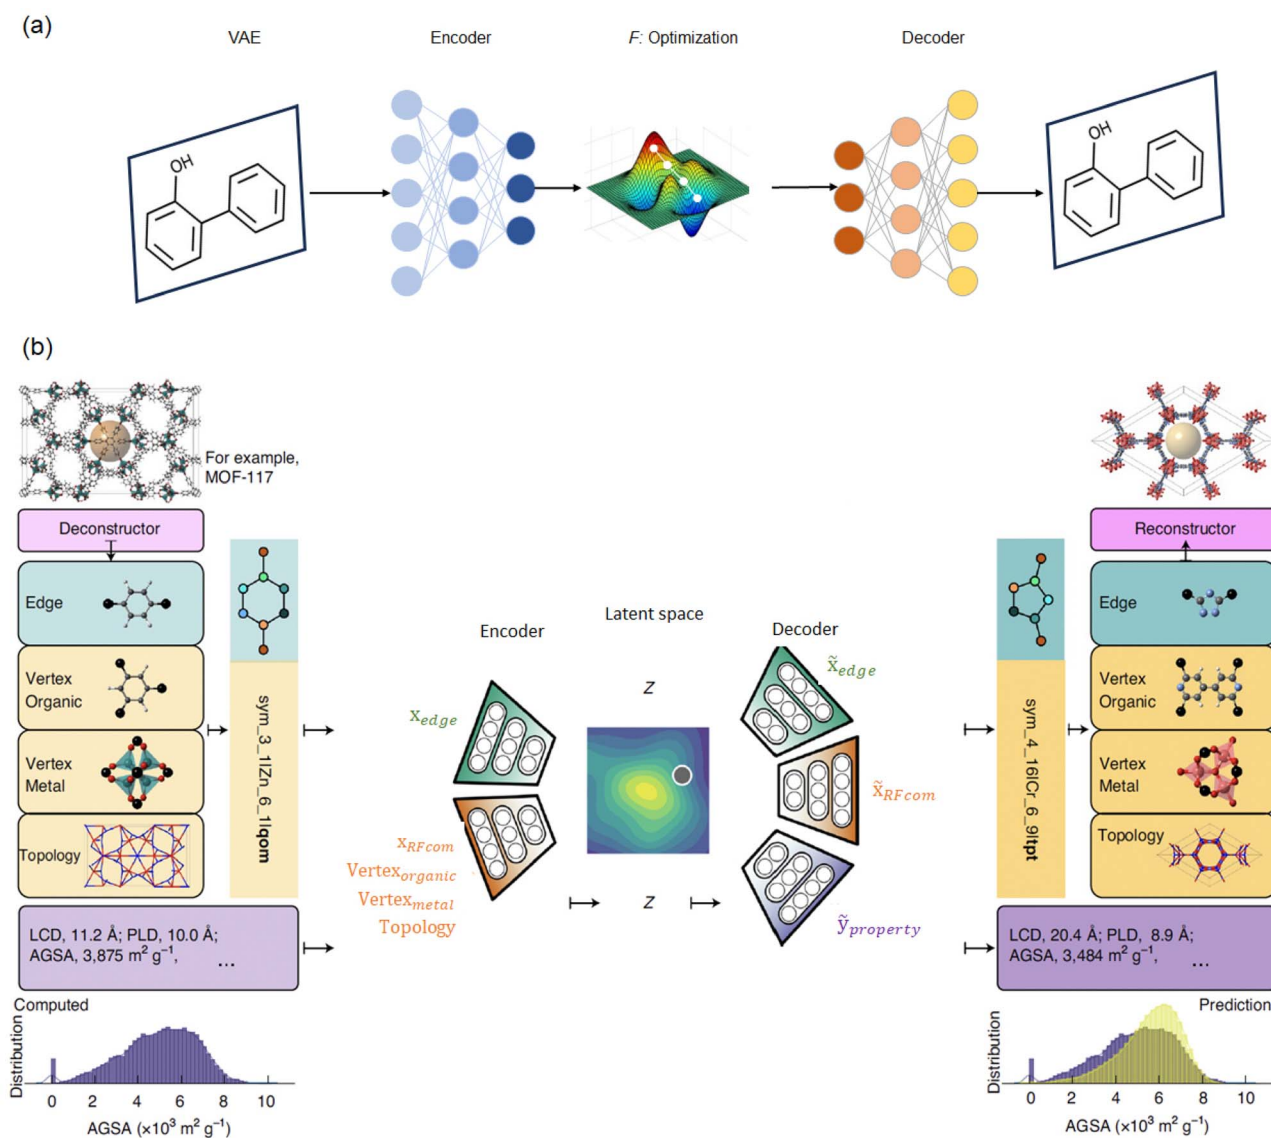 (a)
VAE
Encoder
F: Optimization
Decoder
OH
OH
(b)
For example,
MOF-117
Deconstructor
Edge
Vertex
Organic
Vertex
Metal
Topology
sym_3_1lZn_6_1lqom
LCD, 11.2 Å; PLD, 10.0 Å;
AGSA, 3,875 m² g⁻¹,
...
Computed
Distribution
0 2 4 6 8 10
AGSA (×10³ m² g⁻¹)
Encoder
x_edge
x_RFcom
Vertex_organic
Vertex_metal
Topology
Latent space
Z
Z
Decoder
x̃_edge
x̃_RFcom
ỹ_property
sym_4_16lCr_6_9ltpt
Reconstructor
Edge
Vertex
Organic
Vertex
Metal
Topology
LCD, 20.4 Å; PLD, 8.9 Å;
AGSA, 3,484 m² g⁻¹,
...
Prediction
Distribution
0 2 4 6 8 10
AGSA (×10³ m² g⁻¹)